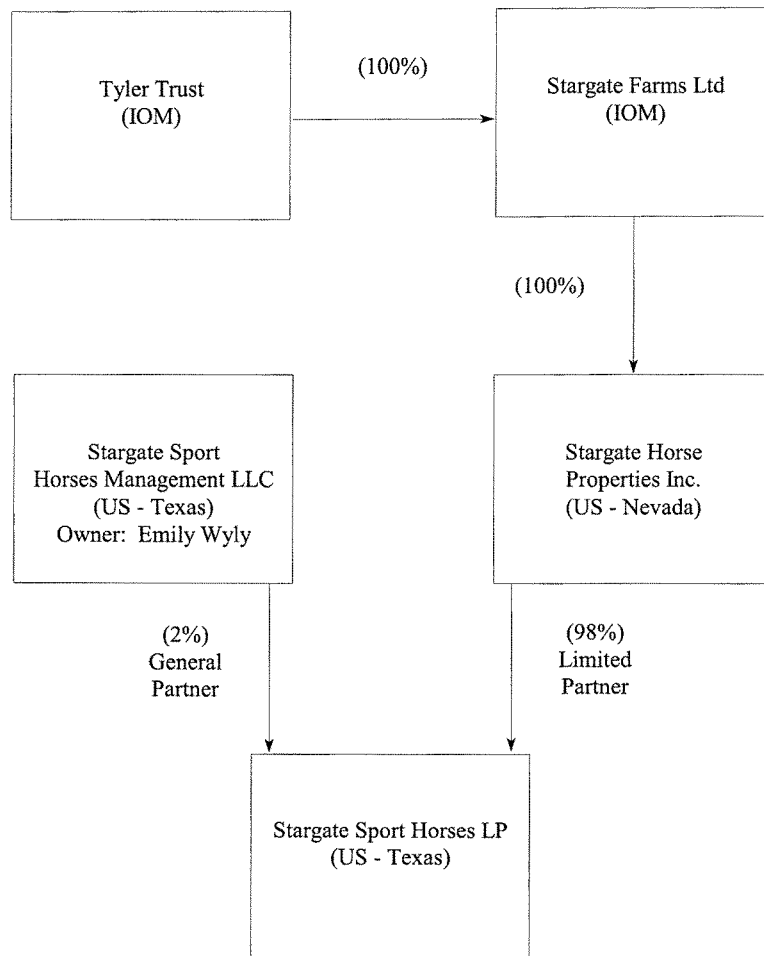 Tyler Trust
(IOM)
(100%)
Stargate Farms Ltd
(IOM)
(100%)
Stargate Sport
Horses Management LLC
(US - Texas)
Owner: Emily Wyly
Stargate Horse
Properties Inc.
(US - Nevada)
(2%)
General
Partner
(98%)
Limited
Partner
Stargate Sport Horses LP
(US - Texas)